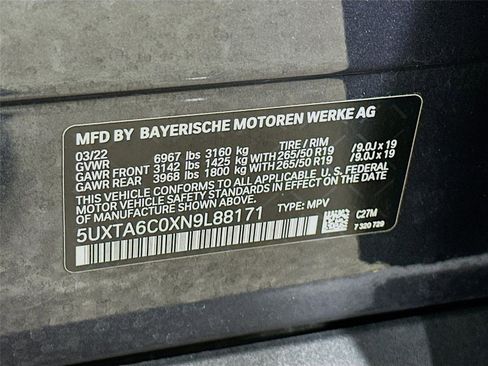 MFD BY BAYERISCHE MOTOREN WERKE AG
03/22 TIRE / RIM
GVWR 6967 lbs 3160 kg
GAWR FRONT 3142 lbs 1425 kg WITH 265/50 R19 /9.0J x 19
GAWR REAR 3968 lbs 1800 kg WITH 265/50 R19 /9.0J x 19
THIS VEHICLE CONFORMS TO ALL APPLICABLE U.S. FEDERAL
MOTOR VEHICLE SAFETY STANDARDS IN EFFECT ON THE
DATE OF MANUFACTURE SHOWN ABOVE.
5UXTA6C0XN9L88171 TYPE: MPV C27M
7 320 729